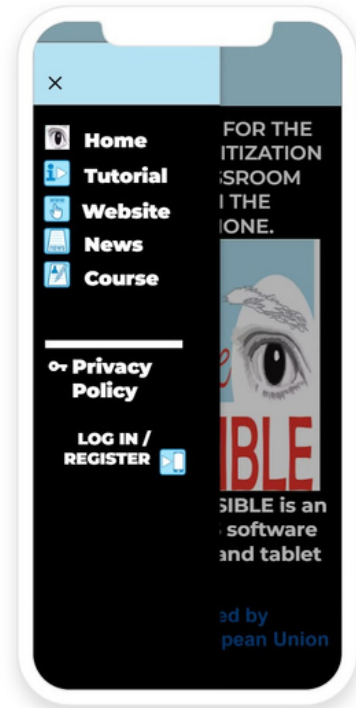 ×
Home
Tutorial
Website
News
Course
Privacy
Policy
LOG IN /
REGISTER
FOR THE
ITIZATION
SSROOM
THE
ONE.
IBLE
SIBLE is an
software
and tablet
ed by
pean Union